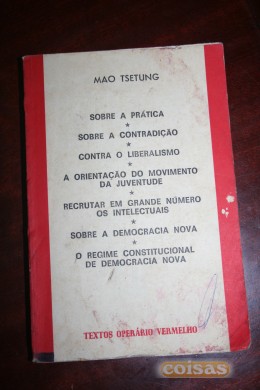 MAO TSETUNG
SOBRE A PRÁTICA
*
SOBRE A CONTRADIÇÃO
*
CONTRA O LIBERALISMO
*
A ORIENTAÇÃO DO MOVIMENTO
DA JUVENTUDE
*
RECRUTAR EM GRANDE NÚMERO
OS INTELECTUAIS
*
SOBRE A DEMOCRACIA NOVA
*
O REGIME CONSTITUCIONAL
DE DEMOCRACIA NOVA
TEXTOS OPERÁRIO VERMELHO
coisas